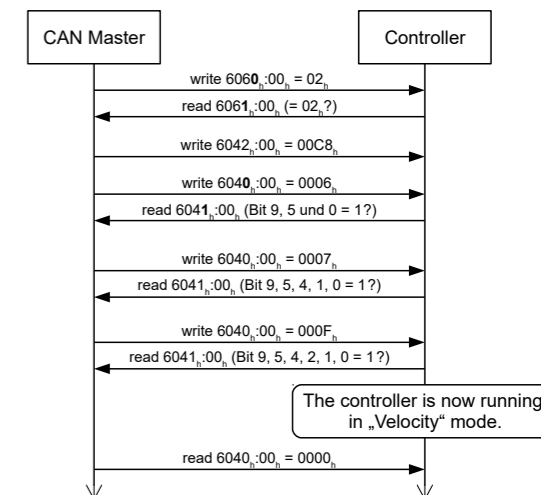 CAN Master
Controller
write 6060ₕ:00ₕ = 02ₕ
read 6061ₕ:00ₕ (= 02ₕ?)
write 6042ₕ:00ₕ = 00C8ₕ
write 6040ₕ:00ₕ = 0006ₕ
read 6041ₕ:00ₕ (Bit 9, 5 und 0 = 1?)
write 6040ₕ:00ₕ = 0007ₕ
read 6041ₕ:00ₕ (Bit 9, 5, 4, 1, 0 = 1?)
write 6040ₕ:00ₕ = 000Fₕ
read 6041ₕ:00ₕ (Bit 9, 5, 4, 2, 1, 0 = 1?)
The controller is now running
in „Velocity“ mode.
read 6040ₕ:00ₕ = 0000ₕ